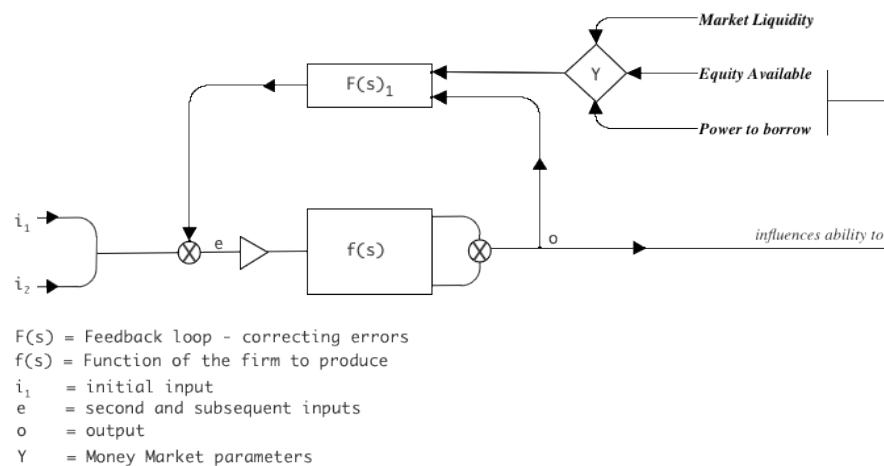 Market Liquidity
Equity Available
Power to borrow
Y
F(s)₁
i₁
i₂
e
f(s)
o
influences ability to
F(s) = Feedback loop - correcting errors
f(s) = Function of the firm to produce
i₁ = initial input
e = second and subsequent inputs
o = output
Y = Money Market parameters